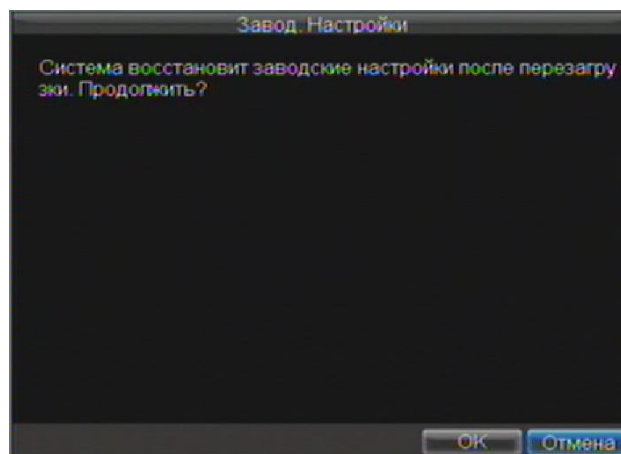 Завод. Настройки
Система восстановит заводские настройки после перезагру
зки. Продолжить?
OK Отмена